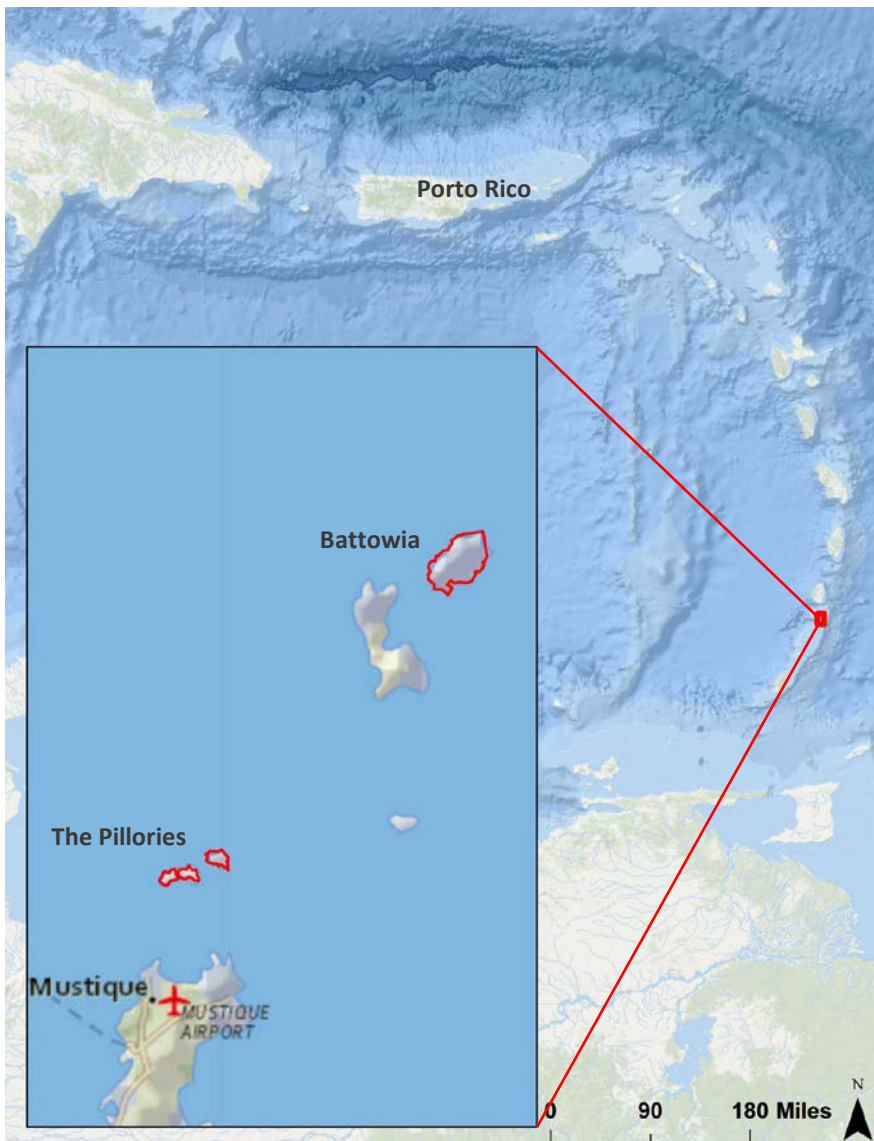 Porto Rico
Battowia
The Pillories
Mustique
MUSTIQUE
AIRPORT
N
0 90 180 Miles